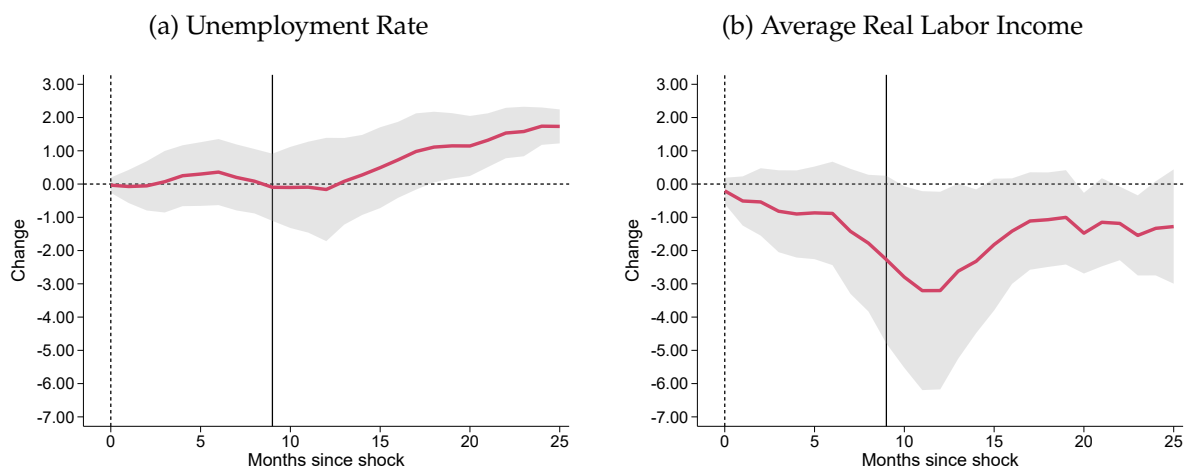 (a) Unemployment Rate
3.00
2.00
1.00
0.00
-1.00
-2.00
-3.00
-4.00
-5.00
-6.00
-7.00
Change
0 5 10 15 20 25
Months since shock
(b) Average Real Labor Income
3.00
2.00
1.00
0.00
-1.00
-2.00
-3.00
-4.00
-5.00
-6.00
-7.00
Change
0 5 10 15 20 25
Months since shock